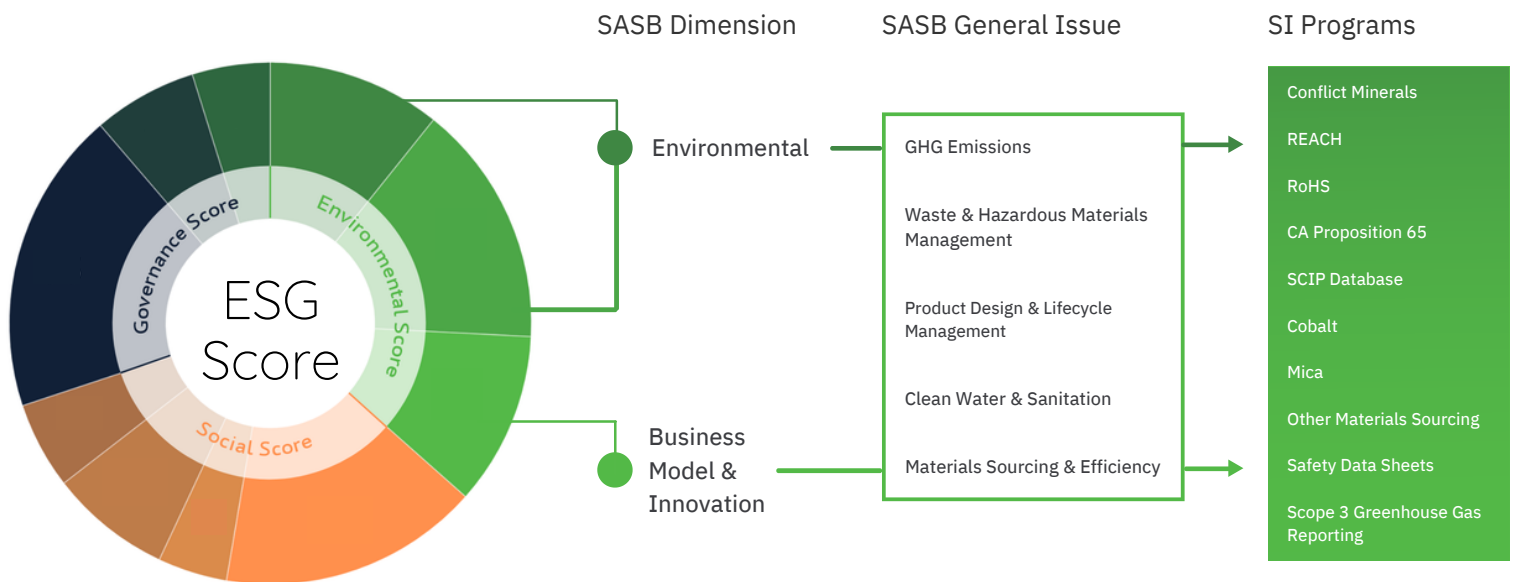 SASB Dimension
SASB General Issue
SI Programs
Governance Score
Environmental Score
Social Score
ESG
Score
Environmental
Business
Model &
Innovation
GHG Emissions
Waste & Hazardous Materials
Management
Product Design & Lifecycle
Management
Clean Water & Sanitation
Materials Sourcing & Efficiency
Conflict Minerals
REACH
RoHS
CA Proposition 65
SCIP Database
Cobalt
Mica
Other Materials Sourcing
Safety Data Sheets
Scope 3 Greenhouse Gas
Reporting